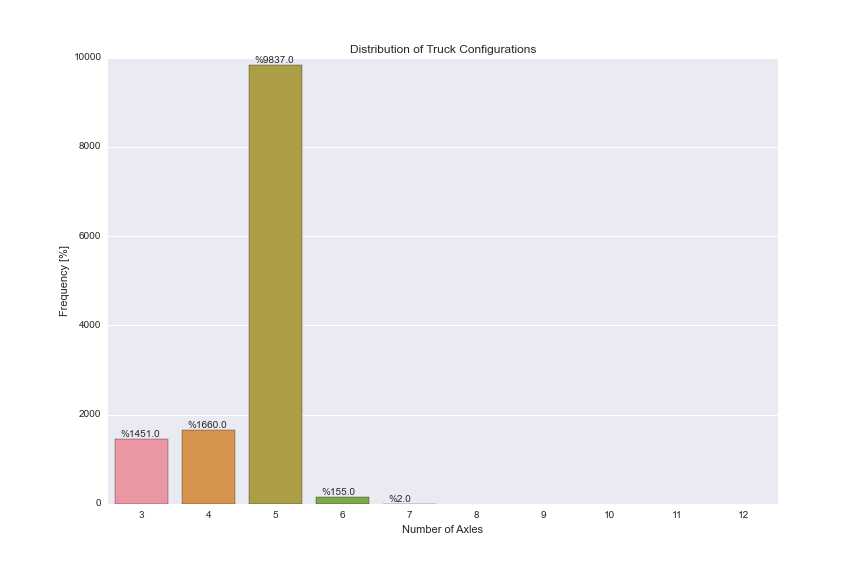 Distribution of Truck Configurations
10000
%9837.0
8000
6000
Frequency [%]
4000
2000
%1451.0
%1660.0
%155.0
%2.0
0
3 4 5 6 7 8 9 10 11 12
Number of Axles